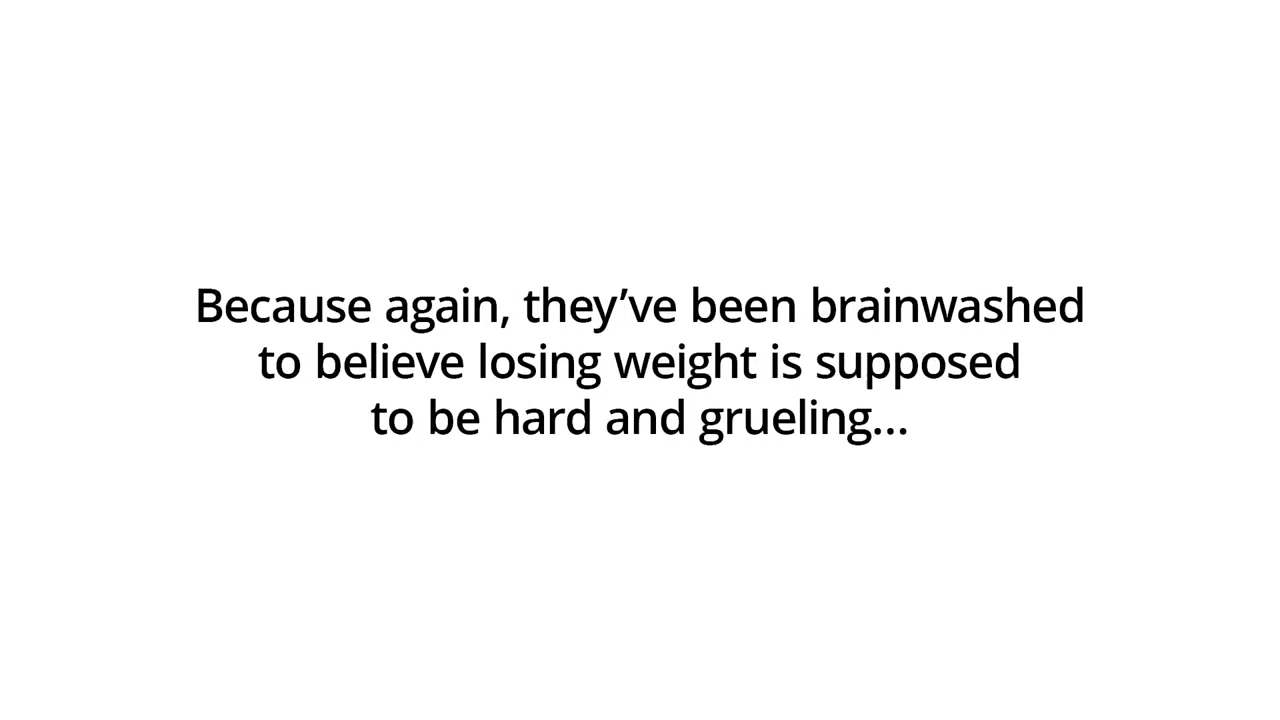 Because again, they’ve been brainwashed
to believe losing weight is supposed
to be hard and grueling...